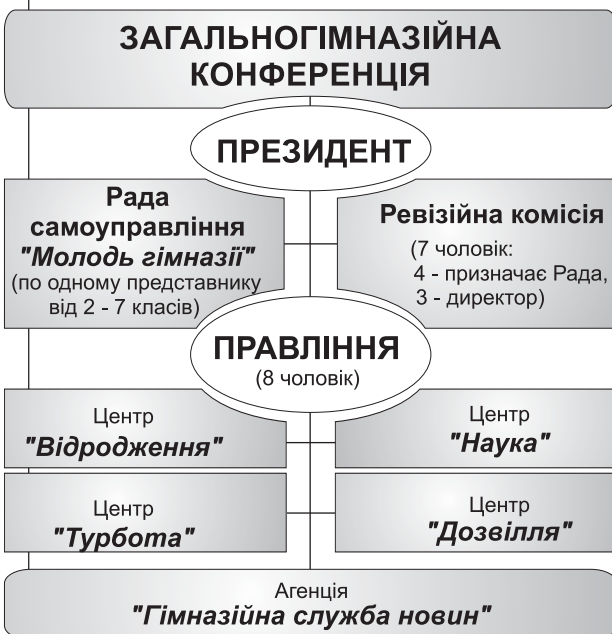 ЗАГАЛЬНОГІМНАЗІЙНА
КОНФЕРЕНЦІЯ
ПРЕЗИДЕНТ
Рада
самоуправління
"Молодь гімназії"
(по одному представнику
від 2 - 7 класів)
Ревізійна комісія
(7 чоловік:
4 - призначає Рада,
3 - директор)
ПРАВЛІННЯ
(8 чоловік)
Центр
"Відродження"
Центр
"Наука"
Центр
"Турбота"
Центр
"Дозвілля"
Агенція
"Гімназійна служба новин"